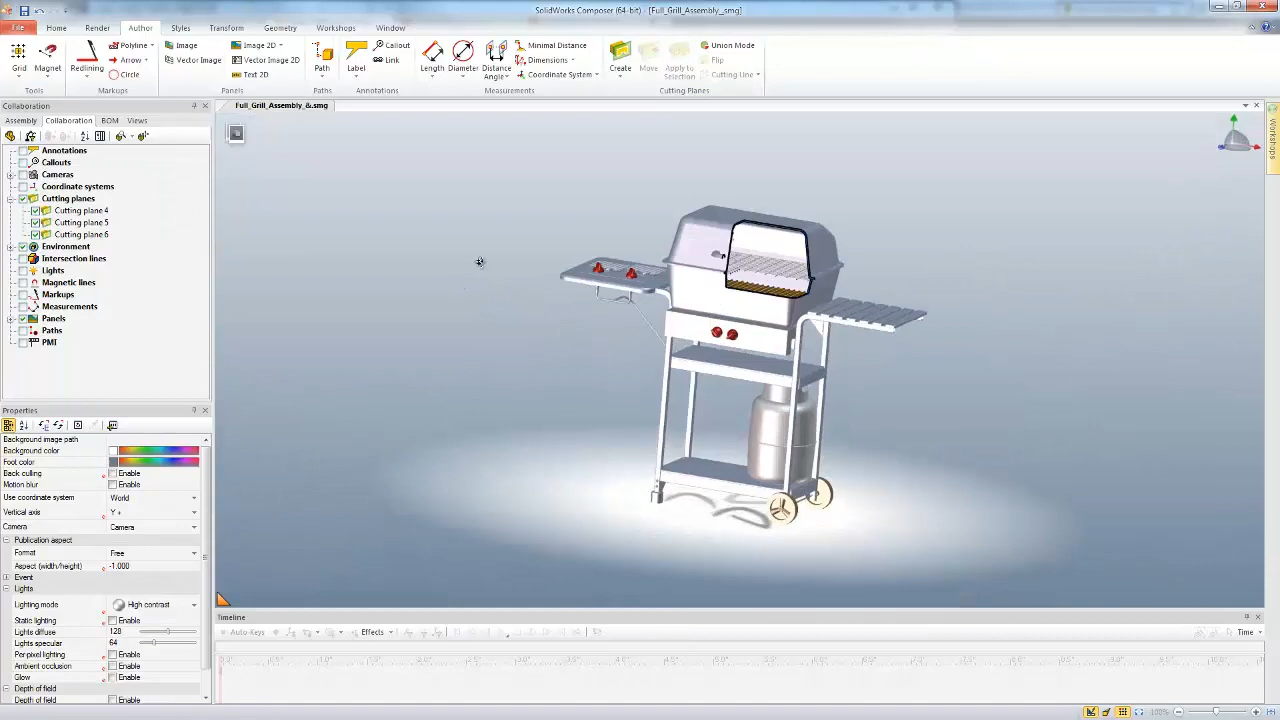 SolidWorks Composer (64-bit) - [Full_Grill_Assembly_.smg]
File Home Render Author Styles Transform Geometry Workshops Window
Polyline Image Image 2D Callout Minimal Distance Union Mode
Arrow Vector Image Vector Image 2D Link Dimensions Flip
Grid Magnet Redlining Circle Text 2D Path Label Length Diameter Distance Angle Coordinate System Create Move Apply to Selection Cutting Line
Tools Markups Panels Paths Annotations Measurements Cutting Planes
Collaboration
Full_Grill_Assembly_&.smg
Assembly Collaboration BOM Views
Workshops
Annotations
Callouts
Cameras
Coordinate systems
Cutting planes
Cutting plane 4
Cutting plane 5
Cutting plane 6
Environment
Intersection lines
Lights
Magnetic lines
Markups
Measurements
Panels
Paths
PMI
Properties
Background image path
Background color
Foot color
Back culling Enable
Motion blur Enable
Use coordinate system World
Vertical axis Y +
Camera Camera
Publication aspect
Format Free
Aspect (width/height) -1.000
Event
Lights
Lighting mode High contrast
Static lighting Enable
Lights diffuse 128
Lights specular 64
Per-pixel lighting Enable
Ambient occlusion Enable
Glow Enable
Depth of field
Depth of field Enable
Timeline
Auto-Keys Effects Time
100%